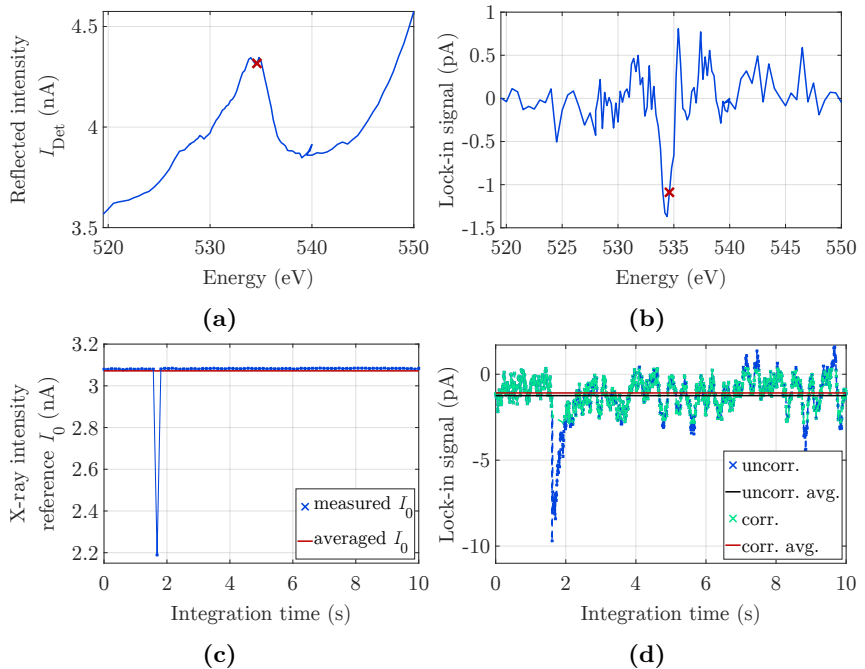 4.5
4
3.5
Reflected intensity
I_Det (nA)
520 530 540 550
Energy (eV)
(a)
1
0.5
0
-0.5
-1
-1.5
Lock-in signal (pA)
520 525 530 535 540 545 550
Energy (eV)
(b)
3.2
3.0
2.8
2.6
2.4
2.2
X-ray intensity
reference I_0 (nA)
measured I_0
averaged I_0
0 2 4 6 8 10
Integration time (s)
(c)
0
-5
-10
Lock-in signal (pA)
uncorr.
uncorr. avg.
corr.
corr. avg.
0 2 4 6 8 10
Integration time (s)
(d)